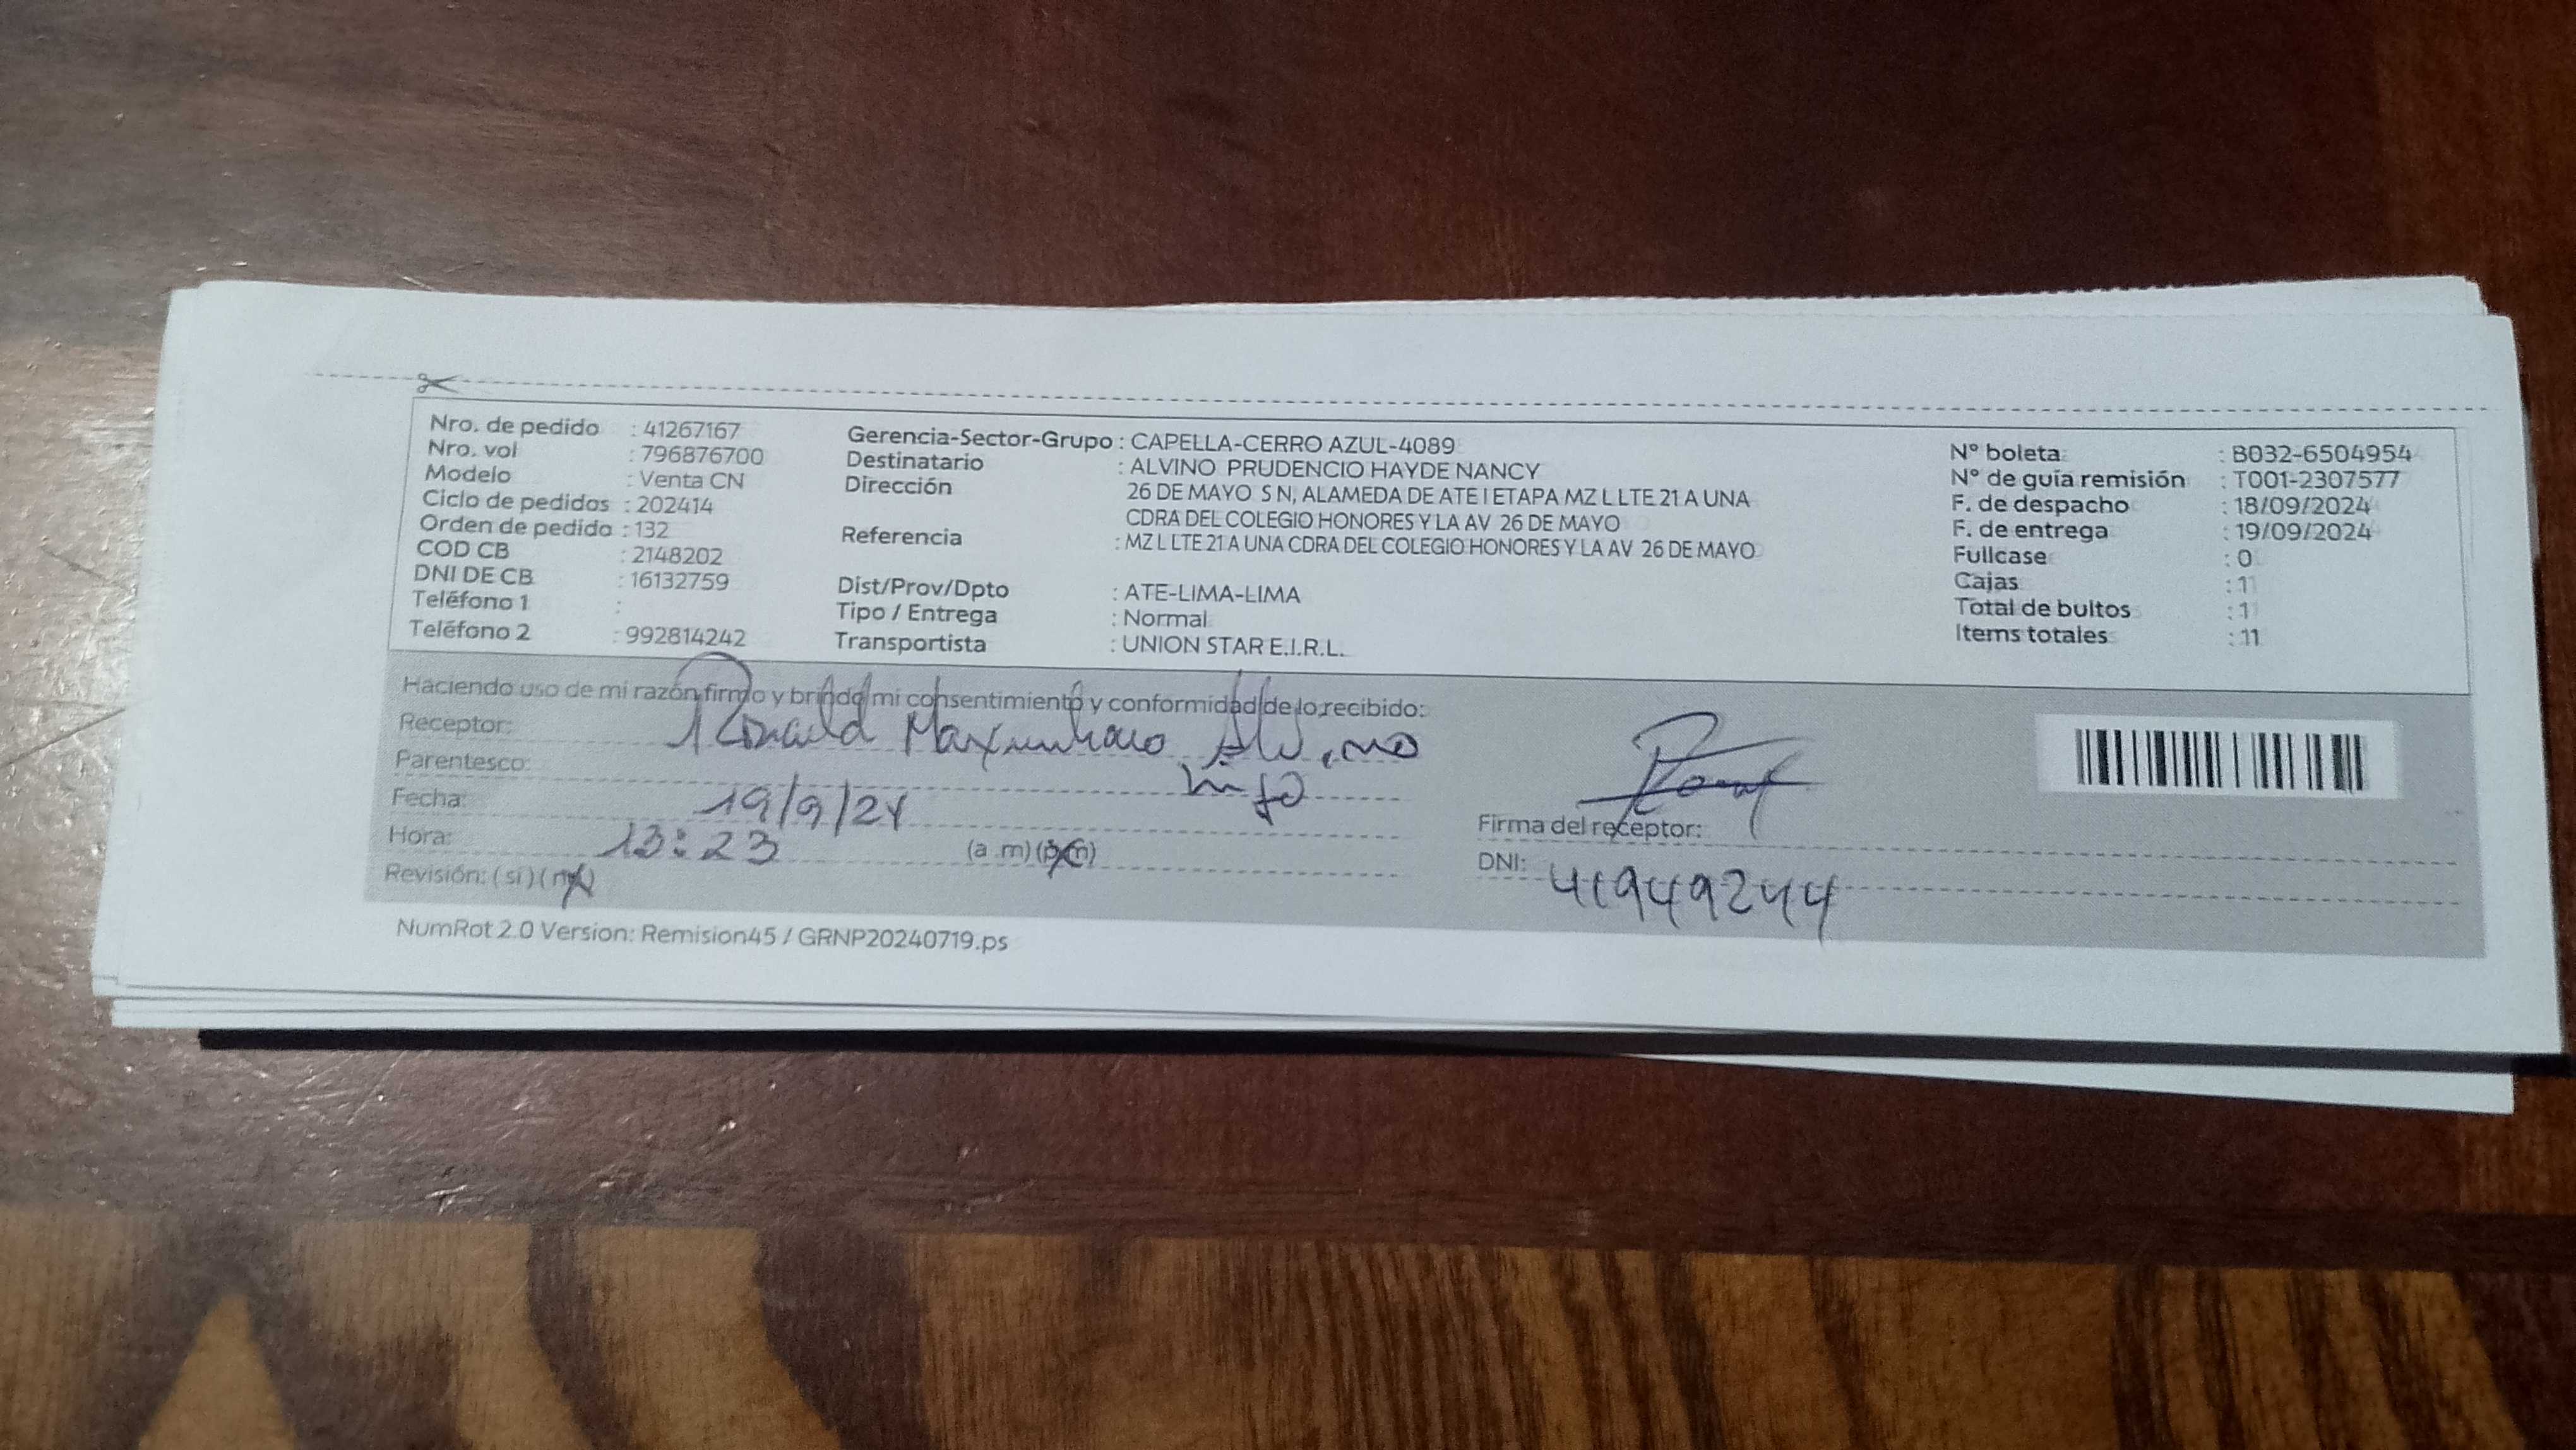 Nro. de pedido : 41267167
Nro. vol : 796876700
Modelo : Venta CN
Ciclo de pedidos : 202414
Orden de pedido : 132
COD CB : 2148202
DNI DE CB : 16132759
Teléfono 1 :
Teléfono 2 : 992814242
Gerencia-Sector-Grupo : CAPELLA-CERRO AZUL-4089
Destinatario : ALVINO PRUDENCIO HAYDE NANCY
Dirección 26 DE MAYO S N, ALAMEDA DE ATE I ETAPA MZ L LTE 21 A UNA
CDRA DEL COLEGIO HONORES Y LA AV 26 DE MAYO
Referencia : MZ L LTE 21 A UNA CDRA DEL COLEGIO HONORES Y LA AV 26 DE MAYO
Dist/Prov/Dpto : ATE-LIMA-LIMA
Tipo / Entrega : Normal
Transportista : UNION STAR E.I.R.L.
N° boleta : B032-6504954
N° de guía remisión : T001-2307577
F. de despacho : 18/09/2024
F. de entrega : 19/09/2024
Fullcase : 0
Cajas : 1
Total de bultos : 1
Items totales : 11
Haciendo uso de mi razón firmo y brindo mi consentimiento y conformidad de lo recibido:
Receptor: Ronald Maximiliano Alvino
Parentesco: hijo
Fecha: 19/9/24
Hora: 13:23 (a .m) (p.m)
Revisión: ( si ) ( no )
Firma del receptor:
DNI: 41949244
NumRot 2.0 Version: Remision45 / GRNP20240719.ps